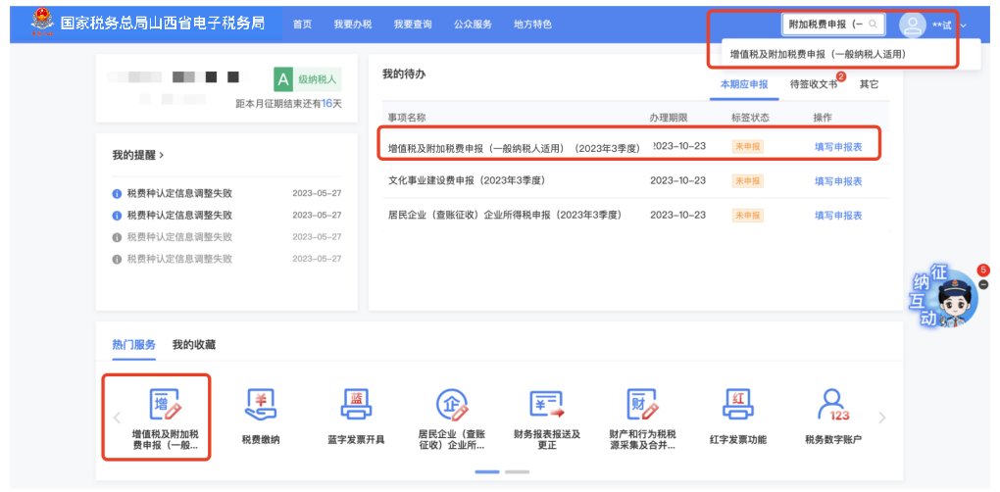 国家税务总局山西省电子税务局
首页 我要办税 我要查询 公众服务 地方特色
附加税费申报（一
**试
增值税及附加税费申报（一般纳税人适用）
A 级纳税人
距本月征期结束还有16天
我的提醒
税费种认定信息调整失败 2023-05-27
税费种认定信息调整失败 2023-05-27
税费种认定信息调整失败 2023-05-27
税费种认定信息调整失败 2023-05-27
我的待办
本期应申报 待签收文书 2 其它
事项名称 办理期限 标签状态 操作
增值税及附加税费申报（一般纳税人适用）（2023年3季度） 2023-10-23 未申报 填写申报表
文化事业建设费申报（2023年3季度） 2023-10-23 未申报 填写申报表
居民企业（查账征收）企业所得税申报（2023年3季度） 2023-10-23 未申报 填写申报表
征纳互动
5
热门服务 我的收藏
增
增值税及附加税
费申报（一般...
¥
税费缴纳
蓝
蓝字发票开具
企
居民企业（查账
征收）企业所...
¥
财务报表报送及
更正
财
财产和行为税税
源采集及合并...
红
红字发票功能
123
税务数字账户